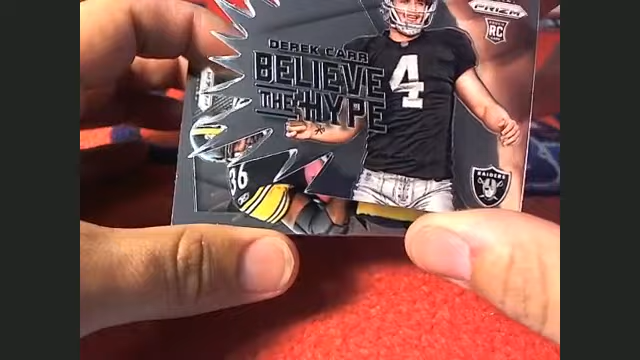 PRIZM
RC
DEREK CARR
BELIEVE
THE HYPE
4
RAIDERS
36